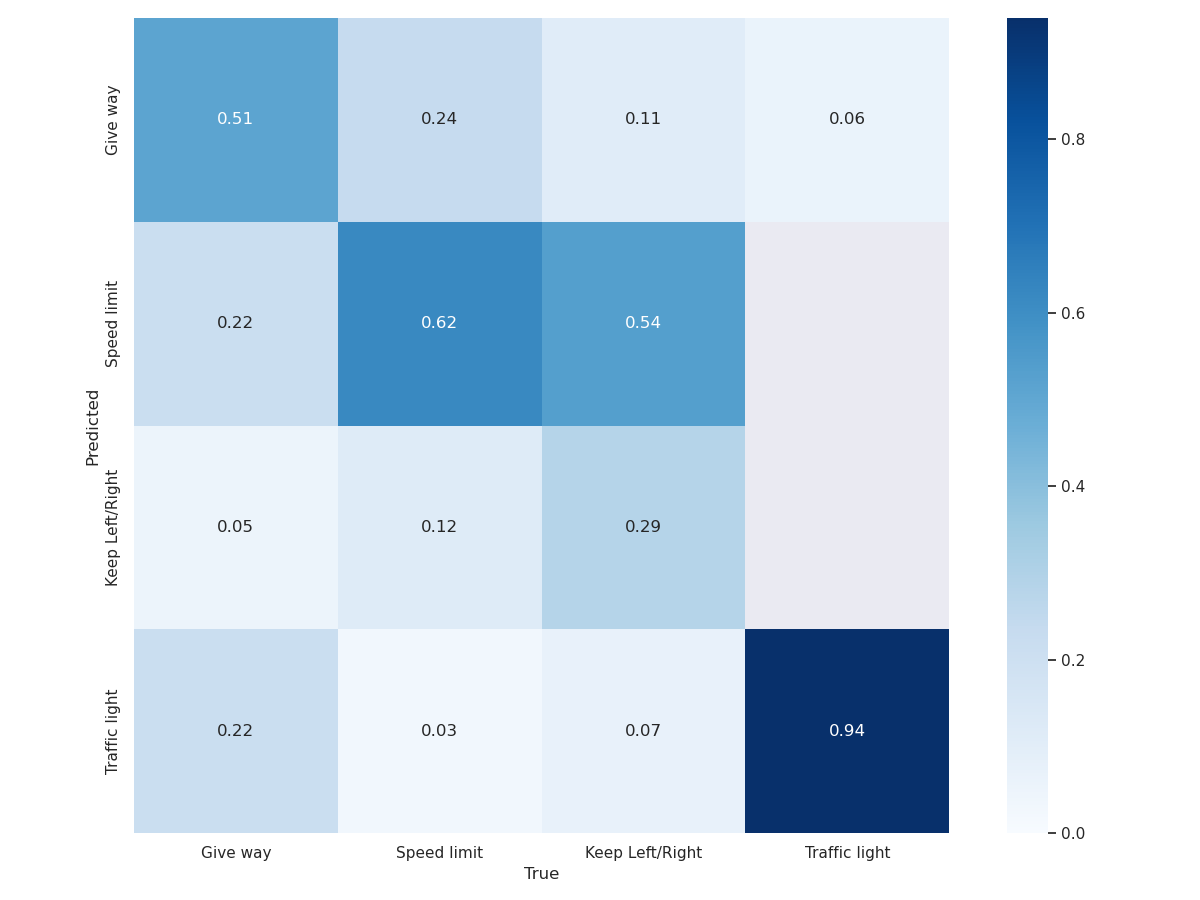 Give way
0.51
0.24
0.11
0.06
Speed limit
0.22
0.62
0.54
Predicted
Keep Left/Right
0.05
0.12
0.29
Traffic light
0.22
0.03
0.07
0.94
Give way
Speed limit
Keep Left/Right
Traffic light
True
0.8
0.6
0.4
0.2
0.0